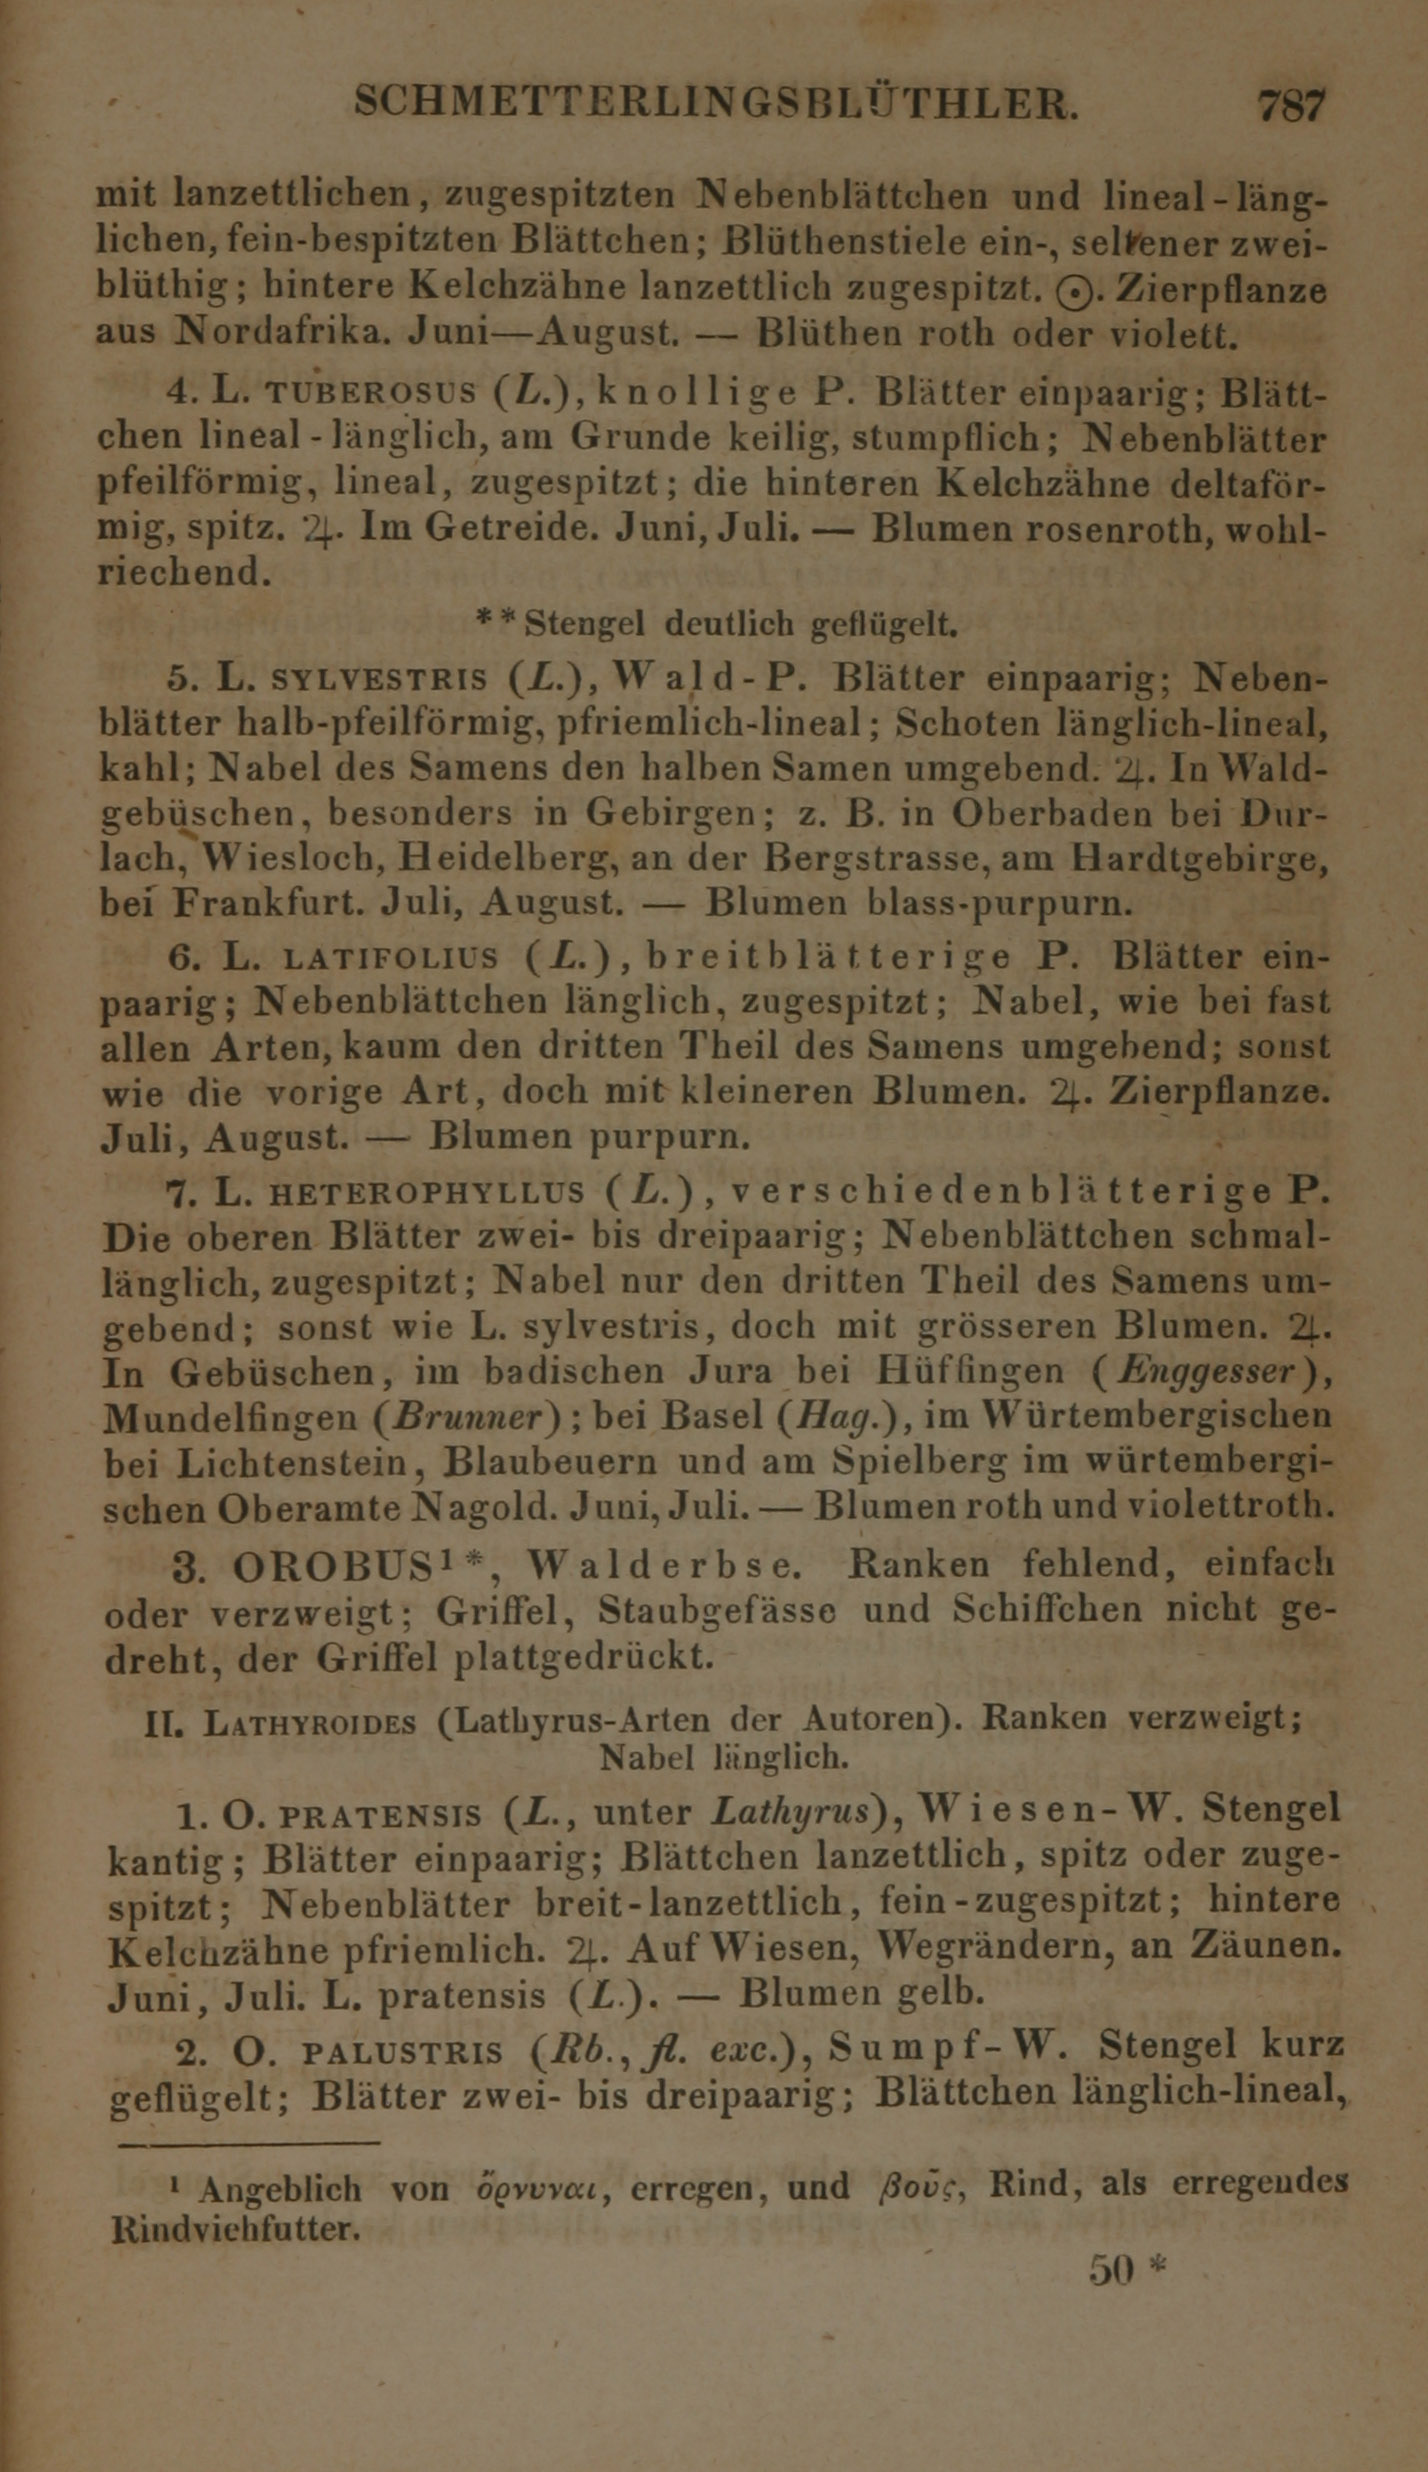 SCHMETTERLINGSBLÜTHLER. 787
mit lanzettlichen, zugespitzten Nebenblättchen und lineal-läng-
lichen, fein-bespitzten Blättchen; Blüthenstiele ein-, seltener zwei-
blüthig; hintere Kelchzähne lanzettlich zugespitzt. ⊙. Zierpflanze
aus Nordafrika. Juni—August. — Blüthen roth oder violett.
4. L. TUBEROSUS (L.), knollige P. Blätter einpaarig; Blätt-
chen lineal-länglich, am Grunde keilig, stumpflich; Nebenblätter
pfeilförmig, lineal, zugespitzt; die hinteren Kelchzähne deltaför-
mig, spitz. ♃. Im Getreide. Juni, Juli. — Blumen rosenroth, wohl-
riechend.
** Stengel deutlich geflügelt.
5. L. SYLVESTRIS (L.), Wald-P. Blätter einpaarig; Neben-
blätter halb-pfeilförmig, pfriemlich-lineal; Schoten länglich-lineal,
kahl; Nabel des Samens den halben Samen umgebend. ♃. In Wald-
gebüschen, besonders in Gebirgen; z. B. in Oberbaden bei Dur-
lach, Wiesloch, Heidelberg, an der Bergstrasse, am Hardtgebirge,
bei Frankfurt. Juli, August. — Blumen blass-purpurn.
6. L. LATIFOLIUS (L.), breitblätterige P. Blätter ein-
paarig; Nebenblättchen länglich, zugespitzt; Nabel, wie bei fast
allen Arten, kaum den dritten Theil des Samens umgebend; sonst
wie die vorige Art, doch mit kleineren Blumen. ♃. Zierpflanze.
Juli, August. — Blumen purpurn.
7. L. HETEROPHYLLUS (L.), verschiedenblätterige P.
Die oberen Blätter zwei- bis dreipaarig; Nebenblättchen schmal-
länglich, zugespitzt; Nabel nur den dritten Theil des Samens um-
gebend; sonst wie L. sylvestris, doch mit grösseren Blumen. ♃.
In Gebüschen, im badischen Jura bei Hüfingen (Enggesser),
Mundelfingen (Brunner); bei Basel (Hag.), im Würtembergischen
bei Lichtenstein, Blaubeuern und am Spielberg im würtembergi-
schen Oberamte Nagold. Juni, Juli. — Blumen roth und violettroth.
3. OROBUS¹*, Walderbse. Ranken fehlend, einfach
oder verzweigt; Griffel, Staubgefässe und Schiffchen nicht ge-
dreht, der Griffel plattgedrückt.
II. LATHYROIDES (Lathyrus-Arten der Autoren). Ranken verzweigt;
Nabel länglich.
1. O. PRATENSIS (L., unter Lathyrus), Wiesen-W. Stengel
kantig; Blätter einpaarig; Blättchen lanzettlich, spitz oder zuge-
spitzt; Nebenblätter breit-lanzettlich, fein-zugespitzt; hintere
Kelchzähne pfriemlich. ♃. Auf Wiesen, Wegrändern, an Zäunen.
Juni, Juli. L. pratensis (L.). — Blumen gelb.
2. O. PALUSTRIS (Rb., fl. exc.), Sumpf-W. Stengel kurz
geflügelt; Blätter zwei- bis dreipaarig; Blättchen länglich-lineal,
¹ Angeblich von ὄρνυναι, erregen, und βοῦς, Rind, als erregendes
Rindviehfutter.
50 *